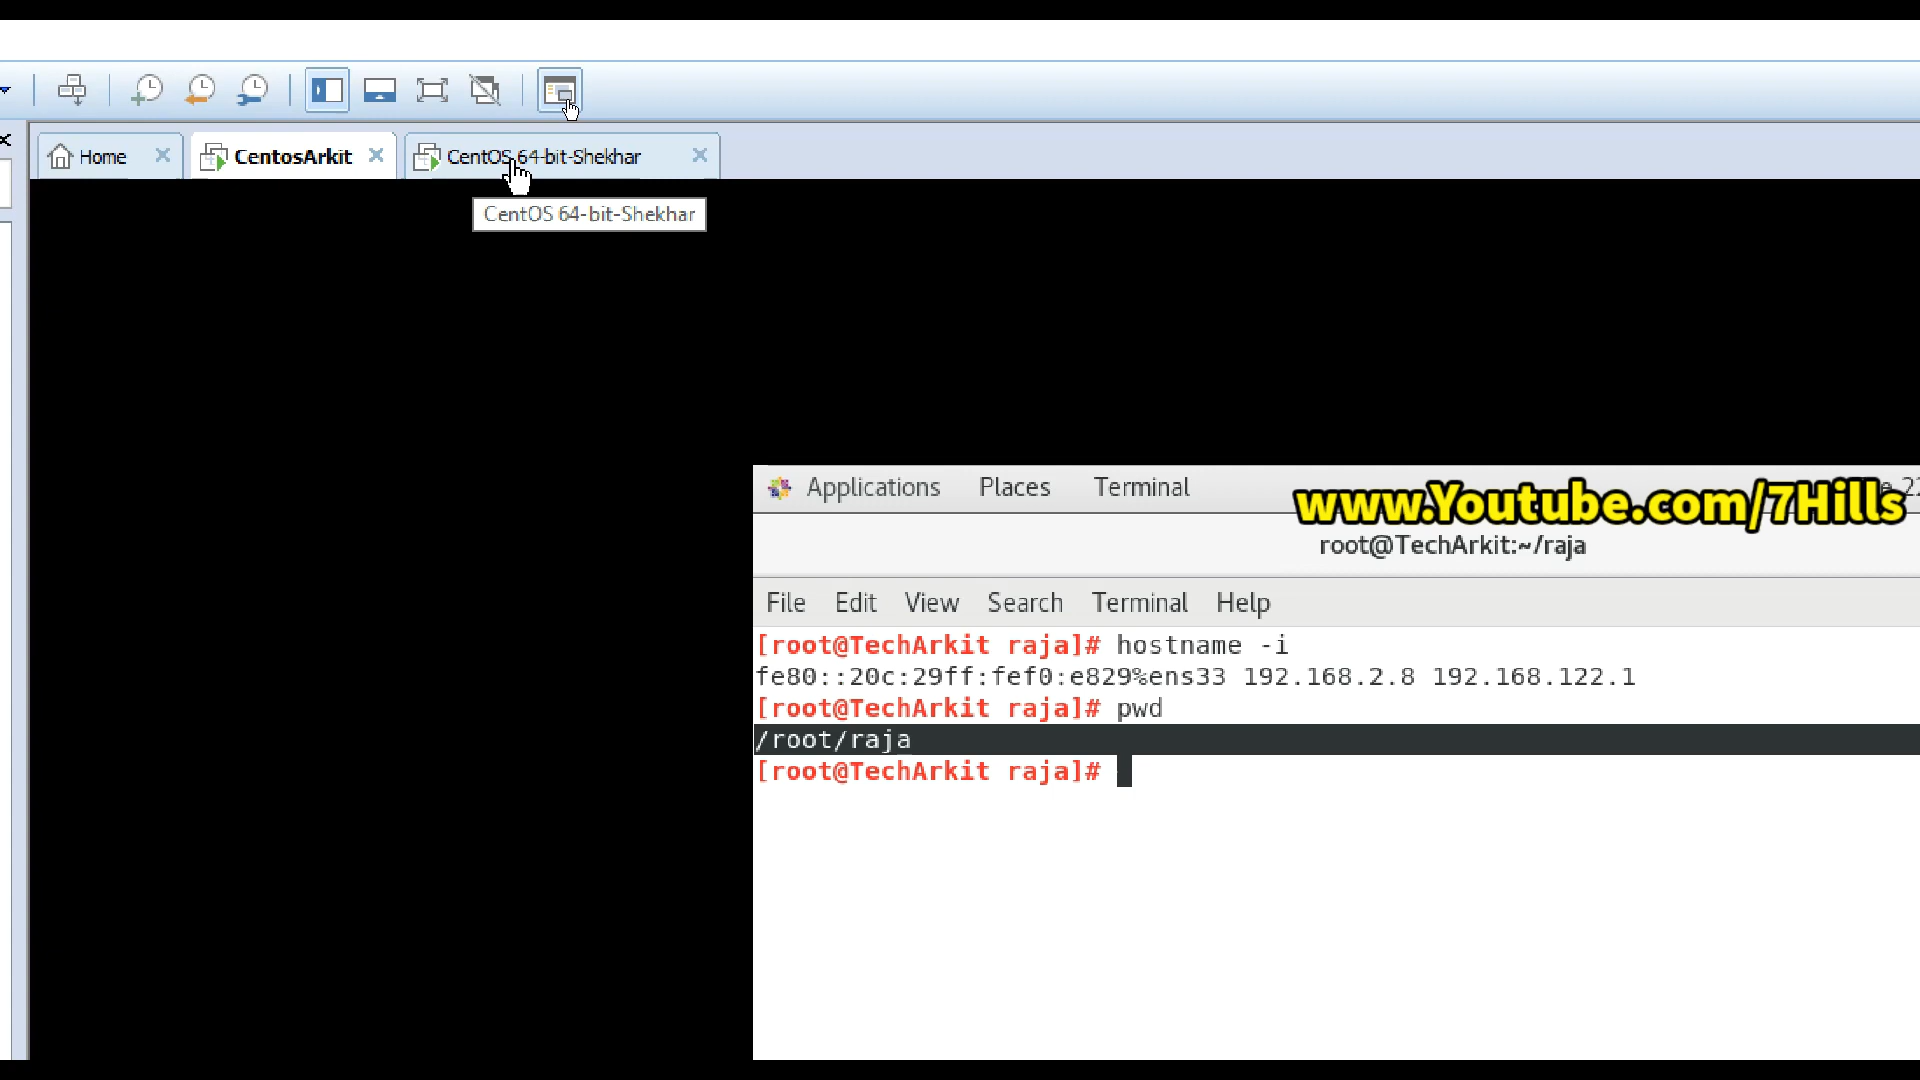 Home
CentosArkit
CentOS 64-bit-Shekhar
CentOS 64-bit-Shekhar
Applications Places Terminal
www.Youtube.com/7Hills
root@TechArkit:~/raja
File Edit View Search Terminal Help
[root@TechArkit raja]# hostname -i
fe80::20c:29ff:fef0:e829%ens33 192.168.2.8 192.168.122.1
[root@TechArkit raja]# pwd
/root/raja
[root@TechArkit raja]#